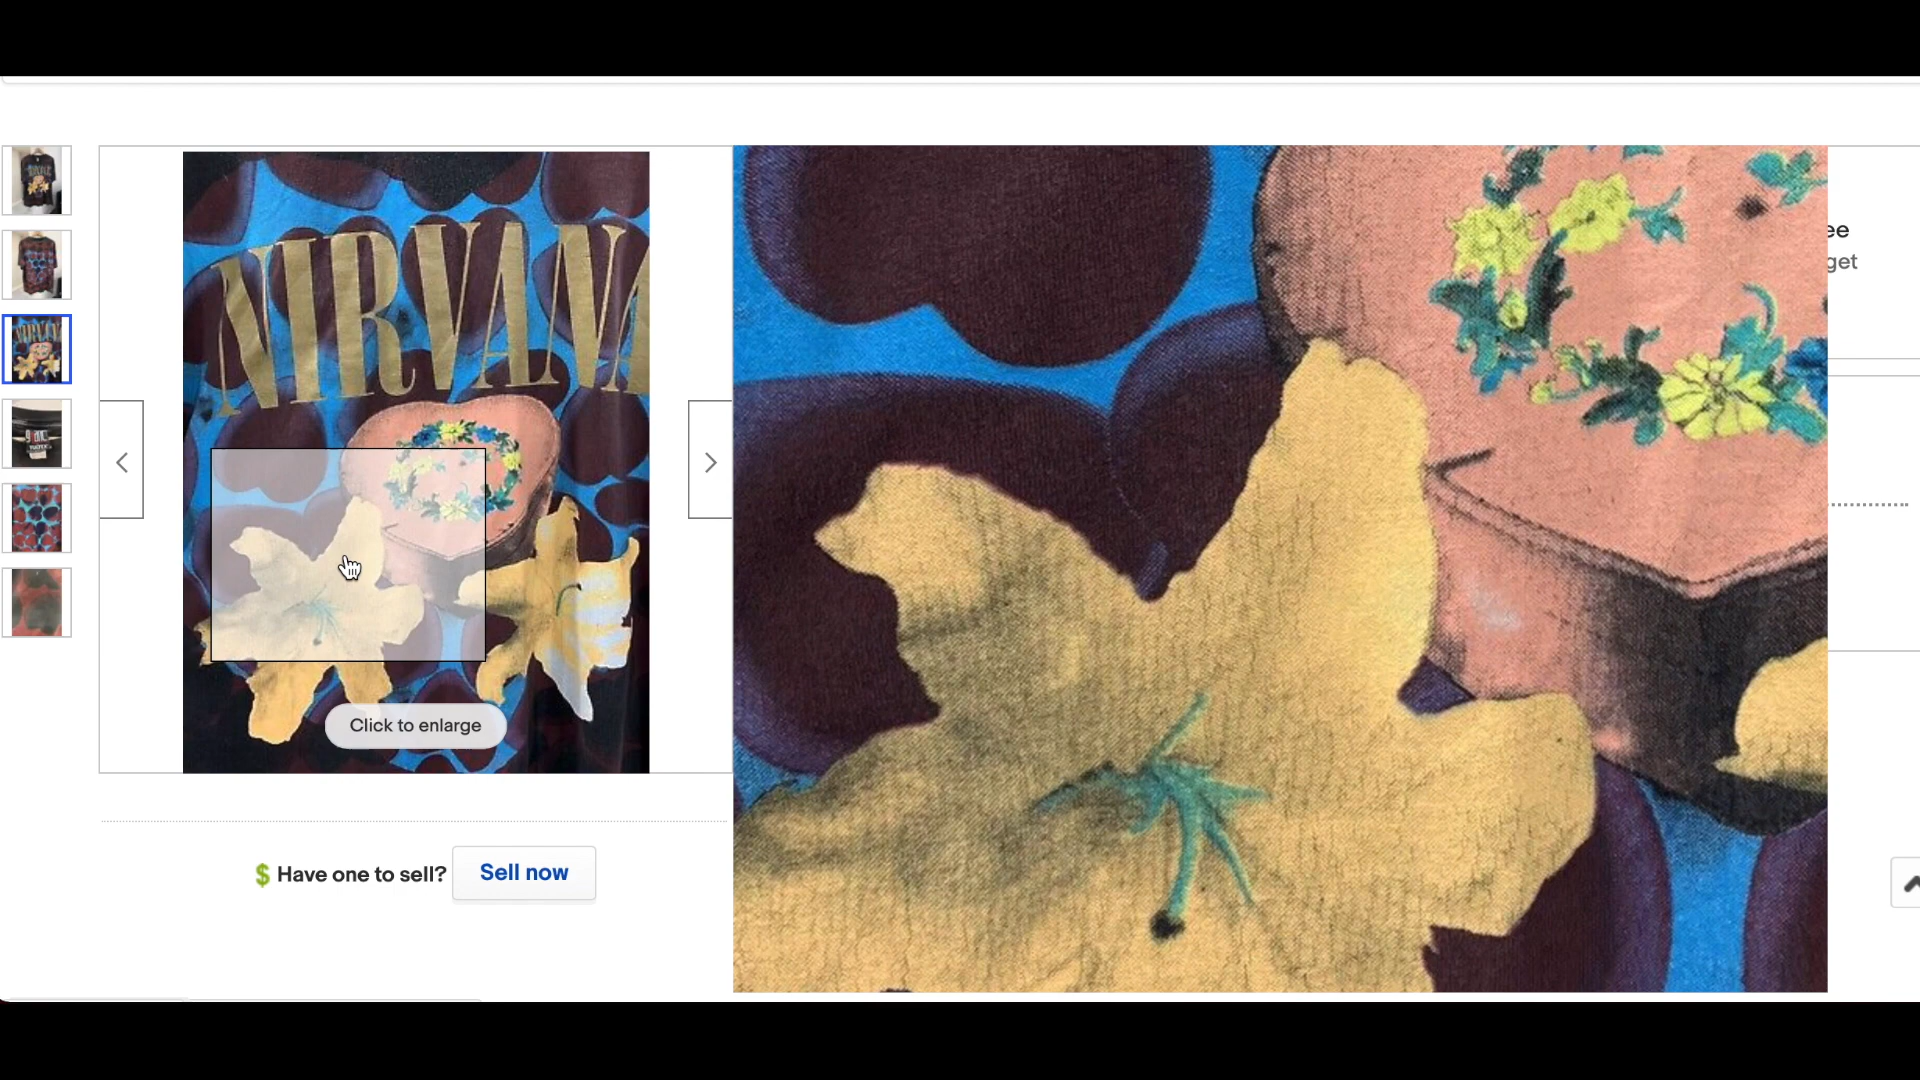 NIRVANA
ee
get
Click to enlarge
$ Have one to sell?
Sell now